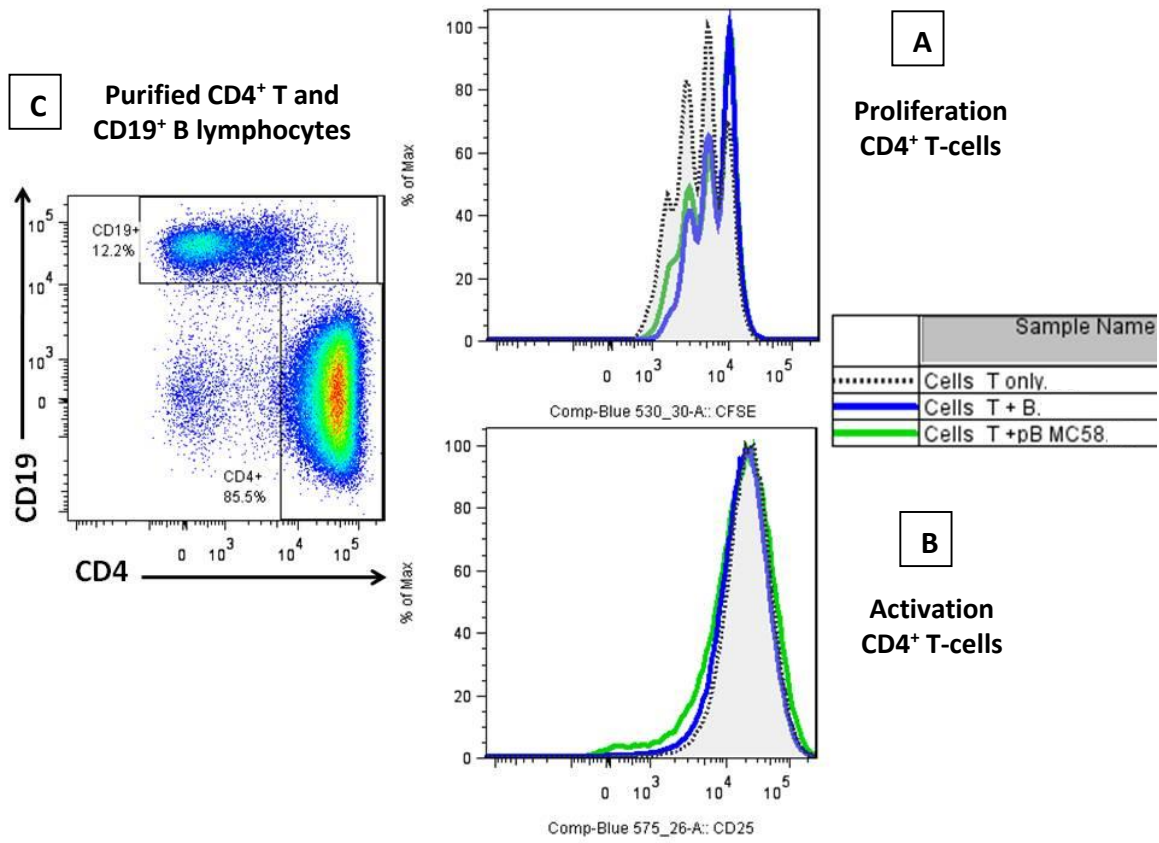 C
Purified CD4+ T and
CD19+ B lymphocytes
CD19
10^5
10^4
10^3
0
CD19+
12.2%
CD4+
85.5%
0 10^3 10^4 10^5
CD4
% of Max
100
80
60
40
20
0
0 10^3 10^4 10^5
Comp-Blue 530_30-A:: CFSE
A
Proliferation
CD4+ T-cells
Sample Name
Cells T only.
Cells T + B.
Cells T +pB MC58.
% of Max
100
80
60
40
20
0
0 10^3 10^4 10^5
Comp-Blue 575_26-A:: CD25
B
Activation
CD4+ T-cells